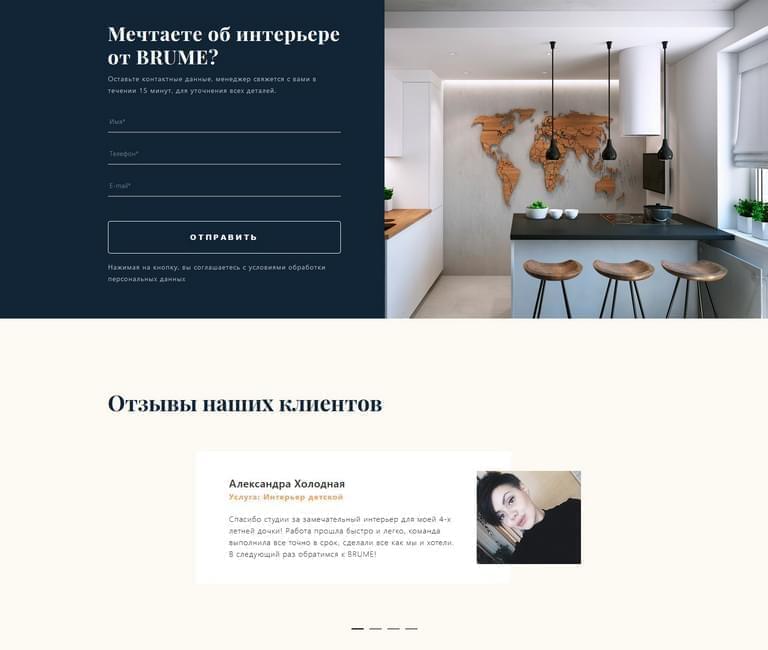 Мечтаете об интерьере
от BRUME?
Оставьте контактные данные, менеджер свяжется с вами в
течении 15 минут, для уточнения всех деталей.
Имя*
Телефон*
E-mail*
ОТПРАВИТЬ
Нажимая на кнопку, вы соглашаетесь с условиями обработки
персональных данных
Отзывы наших клиентов
Александра Холодная
Услуга: Интерьер детской
Спасибо студии за замечательный интерьер для моей 4-х
летней дочки! Работа прошла быстро и легко, команда
выполнила все точно в срок, сделали все как мы и хотели.
В следующий раз обратимся к BRUME!